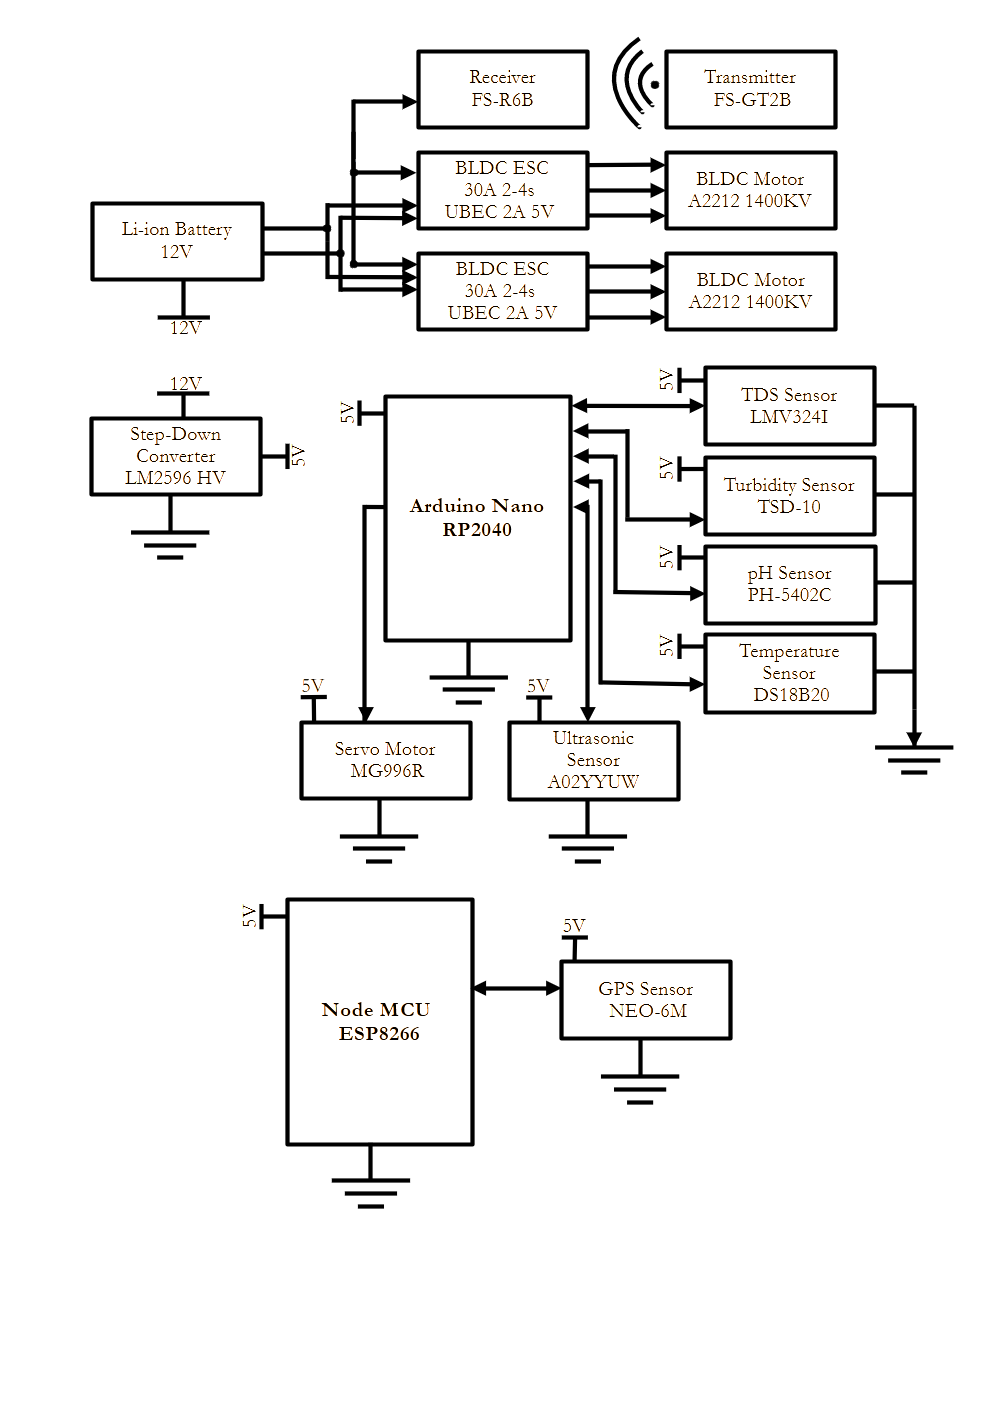 Receiver
FS-R6B
Transmitter
FS-GT2B
BLDC ESC
30A 2-4s
UBEC 2A 5V
BLDC Motor
A2212 1400KV
Li-ion Battery
12V
BLDC ESC
30A 2-4s
UBEC 2A 5V
BLDC Motor
A2212 1400KV
12V
12V
Step-Down
Converter
LM2596 HV
5V
5V
Arduino Nano
RP2040
5V
TDS Sensor
LMV324I
5V
Turbidity Sensor
TSD-10
5V
pH Sensor
PH-5402C
5V
Temperature
Sensor
DS18B20
5V
Servo Motor
MG996R
5V
Ultrasonic
Sensor
A02YYUW
5V
Node MCU
ESP8266
5V
GPS Sensor
NEO-6M